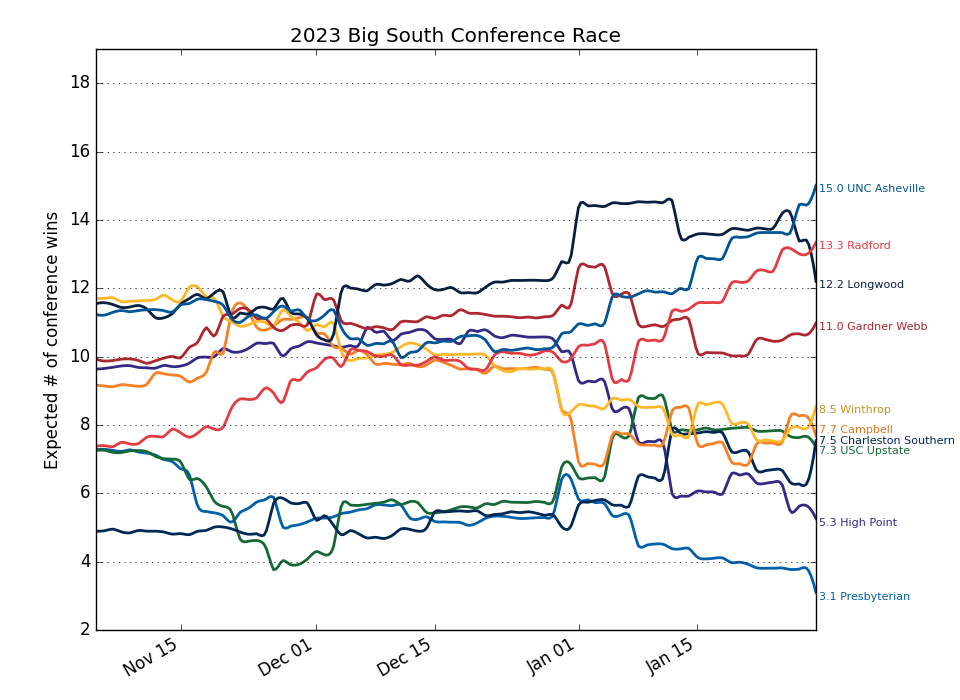 2023 Big South Conference Race
Expected # of conference wins
18
16
14
12
10
8
6
4
2
Nov 15
Dec 01
Dec 15
Jan 01
Jan 15
15.0 UNC Asheville
13.3 Radford
12.2 Longwood
11.0 Gardner Webb
8.5 Winthrop
7.7 Campbell
7.5 Charleston Southern
7.3 USC Upstate
5.3 High Point
3.1 Presbyterian